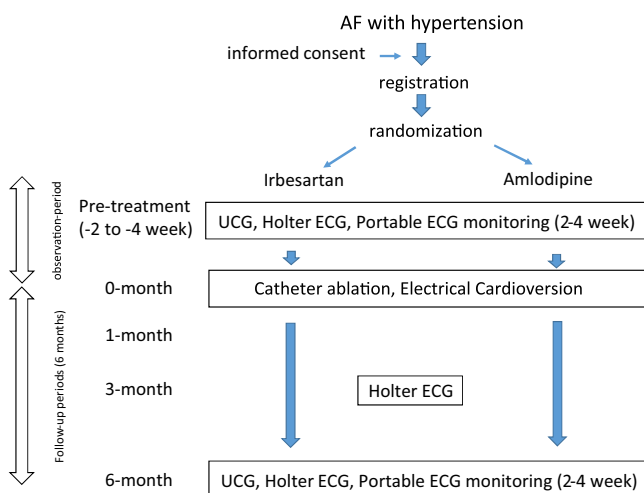 AF with hypertension
informed consent
registration
randomization
Irbesartan
Amlodipine
observation-period
Pre-treatment
(-2 to -4 week)
UCG, Holter ECG, Portable ECG monitoring (2-4 week)
0-month
Catheter ablation, Electrical Cardioversion
Follow-up periods (6 months)
1-month
3-month
Holter ECG
6-month
UCG, Holter ECG, Portable ECG monitoring (2-4 week)